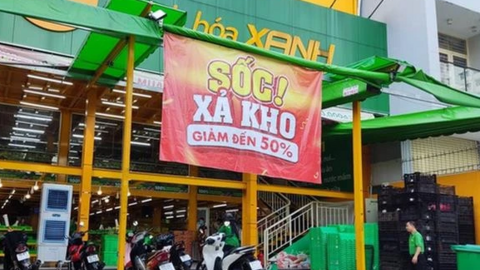 hóa XANH
SỐC!
XẢ KHO
GIẢM ĐẾN 50%